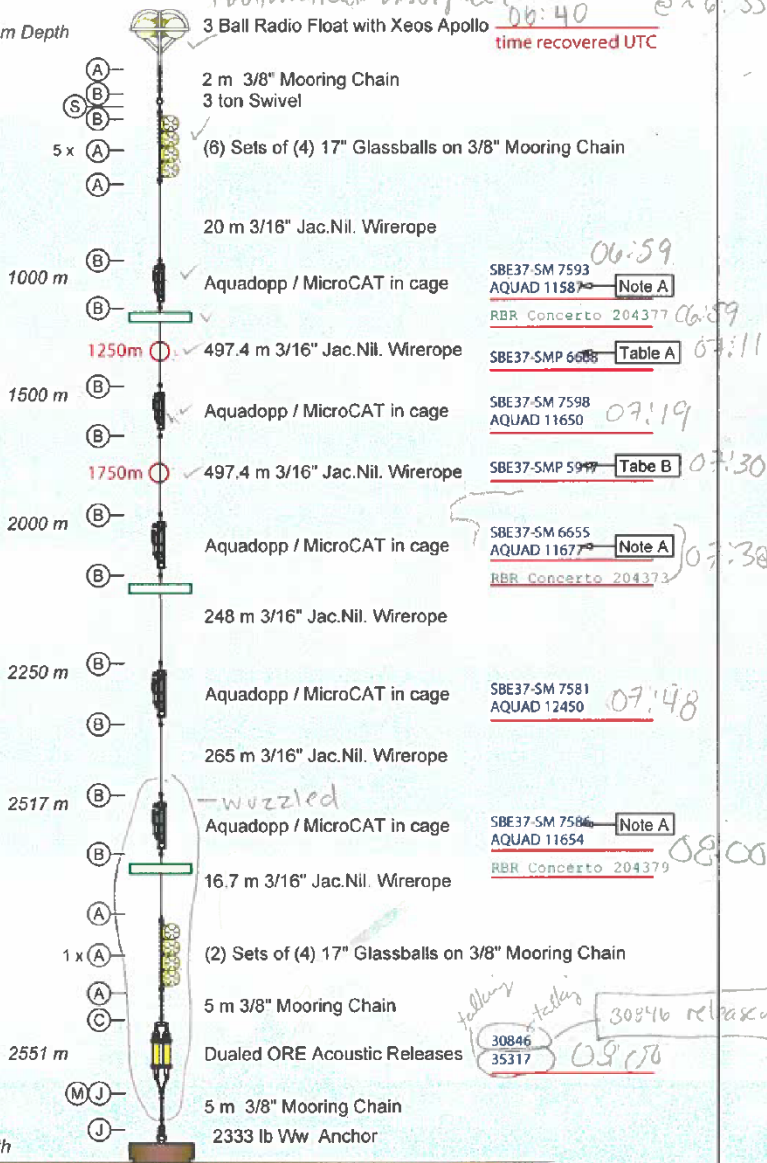 06:40
m Depth
3 Ball Radio Float with Xeos Apollo
time recovered UTC
A
B
S
B
2 m 3/8" Mooring Chain
3 ton Swivel
5 x A
(6) Sets of (4) 17" Glassballs on 3/8" Mooring Chain
A
20 m 3/16" Jac.Nil. Wirerope
06:59
B
1000 m
Aquadopp / MicroCAT in cage
SBE37-SM 7593
AQUAD 11587
Note A
B
RBR Concerto 204377 06:59
1250m
497.4 m 3/16" Jac.Nil. Wirerope
SBE37-SMP
Table A
07:11
B
1500 m
Aquadopp / MicroCAT in cage
SBE37-SM 7598
AQUAD 11650
07:19
B
1750m
497.4 m 3/16" Jac.Nil. Wirerope
SBE37-SMP
Tabe B
07:30
B
2000 m
Aquadopp / MicroCAT in cage
SBE37-SM 6655
AQUAD 11677
Note A
B
RBR Concerto 204373
07:38
248 m 3/16" Jac.Nil. Wirerope
B
2250 m
Aquadopp / MicroCAT in cage
SBE37-SM 7581
AQUAD 12450
07:48
B
265 m 3/16" Jac.Nil. Wirerope
B
2517 m
wuzzled
Aquadopp / MicroCAT in cage
SBE37-SM 7586
AQUAD 11654
Note A
B
RBR Concerto 204379
08:00
16.7 m 3/16" Jac.Nil. Wirerope
A
1 x A
(2) Sets of (4) 17" Glassballs on 3/8" Mooring Chain
A
5 m 3/8" Mooring Chain
C
talking
30846
2551 m
Dualed ORE Acoustic Releases
30846
35317
M J
5 m 3/8" Mooring Chain
J
2333 lb Ww Anchor